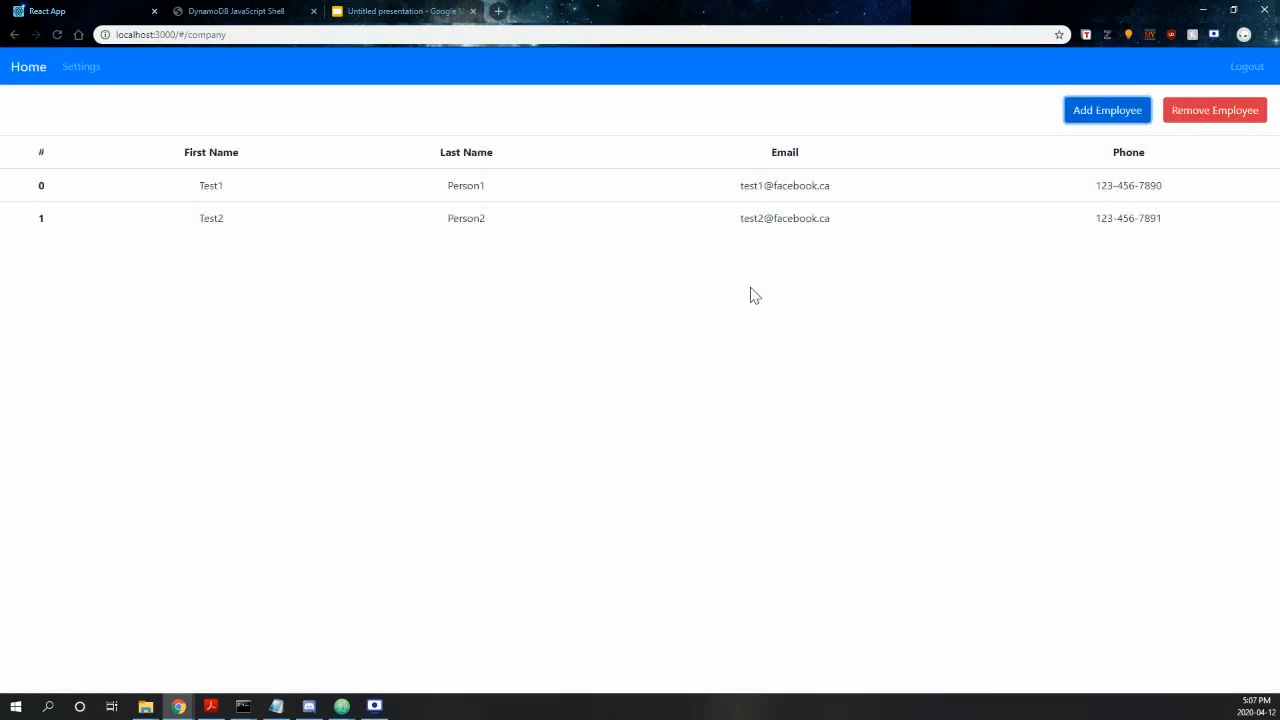 React App
DynamoDB JavaScript Shell
Untitled presentation - Google
localhost:3000/#/company
Home Settings Logout
Add Employee Remove Employee
# First Name Last Name Email Phone
0 Test1 Person1 test1@facebook.ca 123-456-7890
1 Test2 Person2 test2@facebook.ca 123-456-7891
5:07 PM
2020-04-12